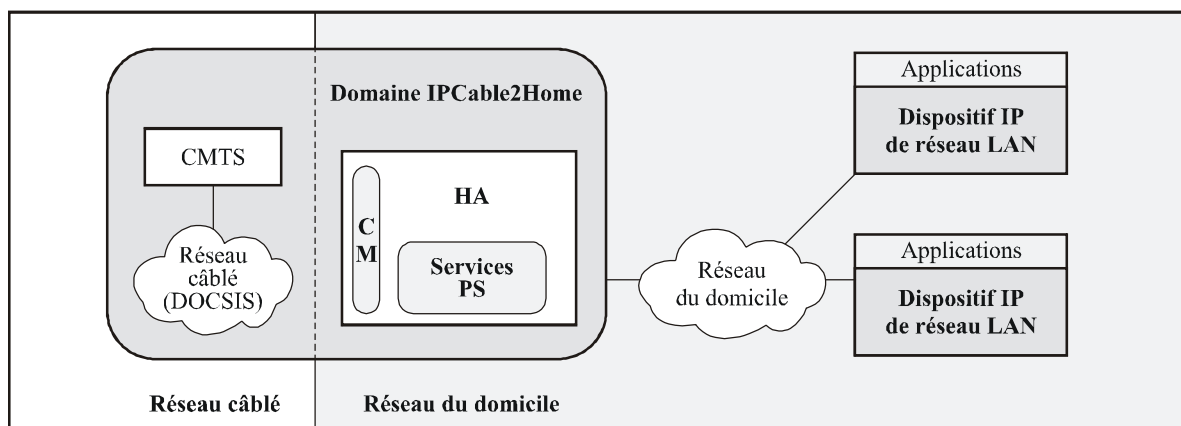 Domaine IPCable2Home
CMTS
Réseau
câblé
(DOCSIS)
C
M
HA
Services
PS
Réseau
du domicile
Applications
Dispositif IP
de réseau LAN
Applications
Dispositif IP
de réseau LAN
Réseau câblé
Réseau du domicile